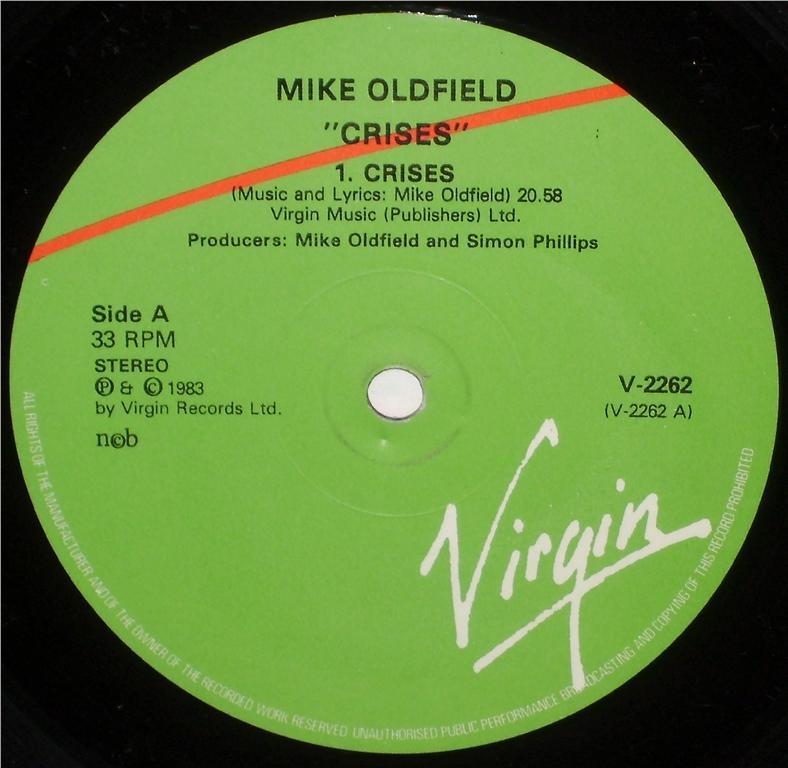 MIKE OLDFIELD
"CRISES"
1. CRISES
(Music and Lyrics: Mike Oldfield) 20.58
Virgin Music (Publishers) Ltd.
Producers: Mike Oldfield and Simon Phillips
Side A
33 RPM
STEREO
Ⓟ & © 1983
by Virgin Records Ltd.
n©b
V-2262
(V-2262 A)
Virgin
ALL RIGHTS OF THE MANUFACTURER AND OF THE OWNER OF THE RECORDED WORK RESERVED UNAUTHORISED PUBLIC PERFORMANCE BROADCASTING AND COPYING OF THIS RECORD PROHIBITED